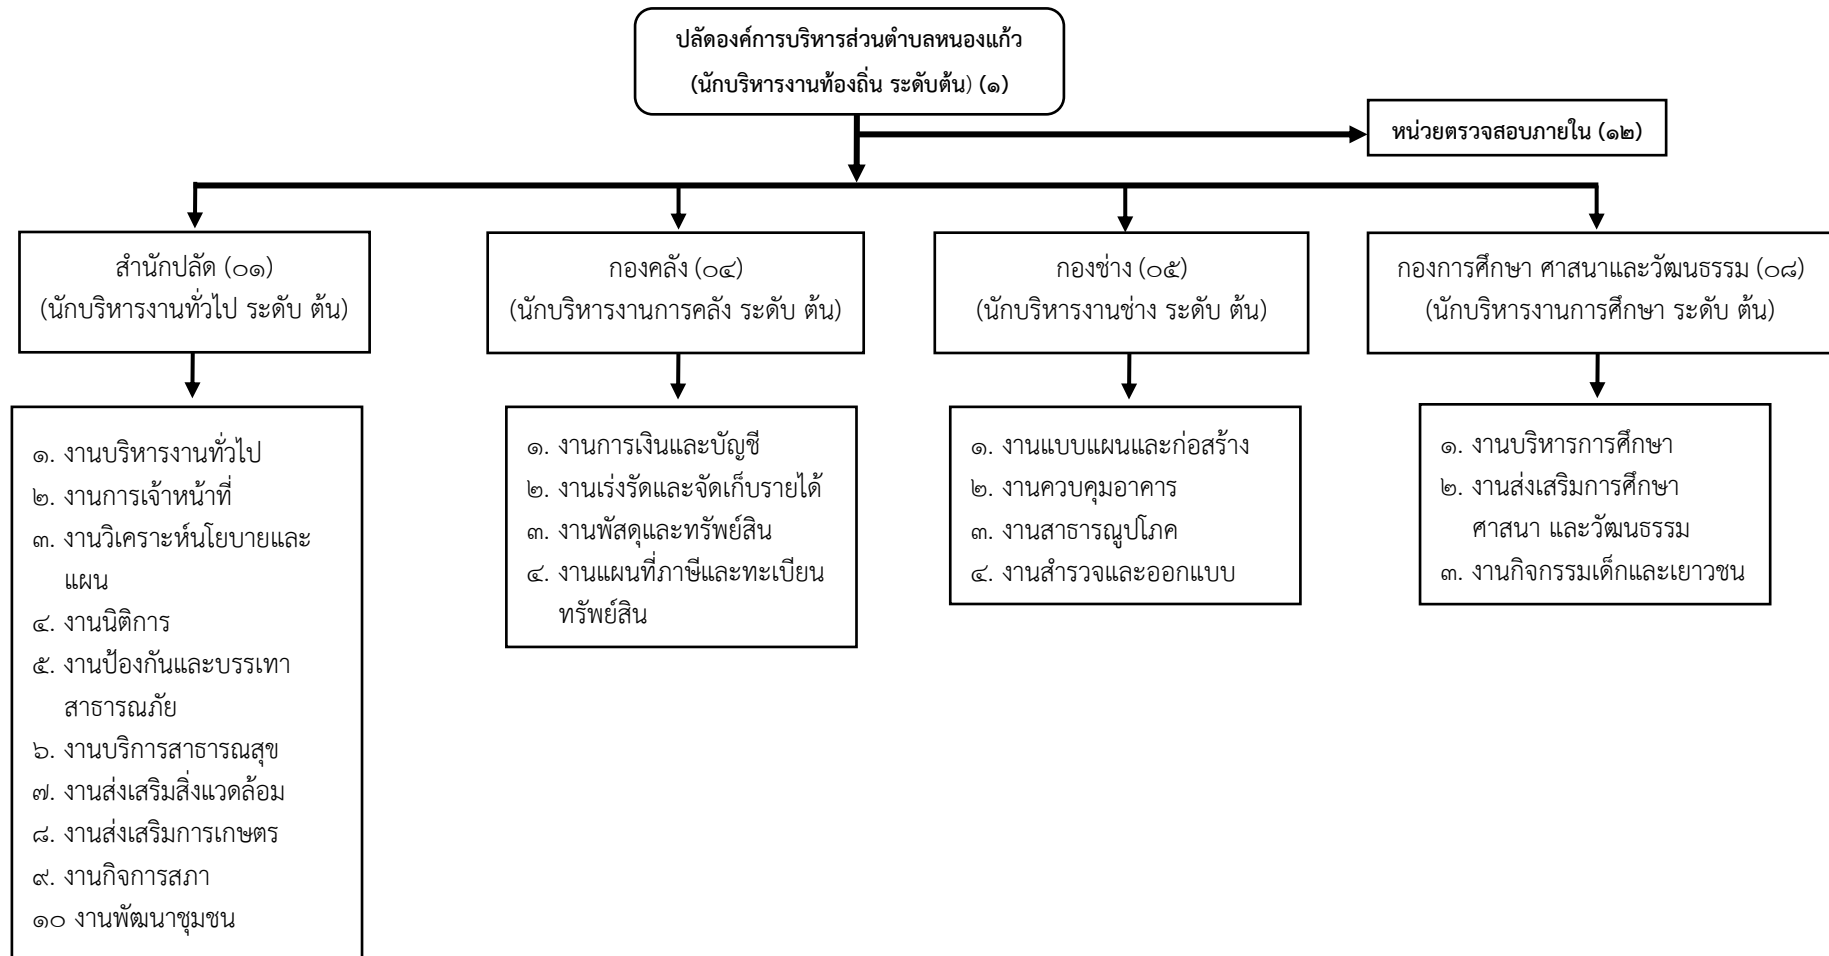 ปลัดองค์การบริหารส่วนตำบลหนองแก้ว
(นักบริหารงานท้องถิ่น ระดับต้น) (๑)
หน่วยตรวจสอบภายใน (๑๒)
สำนักปลัด (๐๑)
(นักบริหารงานทั่วไป ระดับ ต้น)
กองคลัง (๐๔)
(นักบริหารงานการคลัง ระดับ ต้น)
กองช่าง (๐๕)
(นักบริหารงานช่าง ระดับ ต้น)
กองการศึกษา ศาสนาและวัฒนธรรม (๐๘)
(นักบริหารงานการศึกษา ระดับ ต้น)
๑. งานบริหารงานทั่วไป
๒. งานการเจ้าหน้าที่
๓. งานวิเคราะห์นโยบายและ
แผน
๔. งานนิติการ
๕. งานป้องกันและบรรเทา
สาธารณภัย
๖. งานบริการสาธารณสุข
๗. งานส่งเสริมสิ่งแวดล้อม
๘. งานส่งเสริมการเกษตร
๙. งานกิจการสภา
๑๐ งานพัฒนาชุมชน
๑. งานการเงินและบัญชี
๒. งานเร่งรัดและจัดเก็บรายได้
๓. งานพัสดุและทรัพย์สิน
๔. งานแผนที่ภาษีและทะเบียน
ทรัพย์สิน
๑. งานแบบแผนและก่อสร้าง
๒. งานควบคุมอาคาร
๓. งานสาธารณูปโภค
๔. งานสำรวจและออกแบบ
๑. งานบริหารการศึกษา
๒. งานส่งเสริมการศึกษา
ศาสนา และวัฒนธรรม
๓. งานกิจกรรมเด็กและเยาวชน